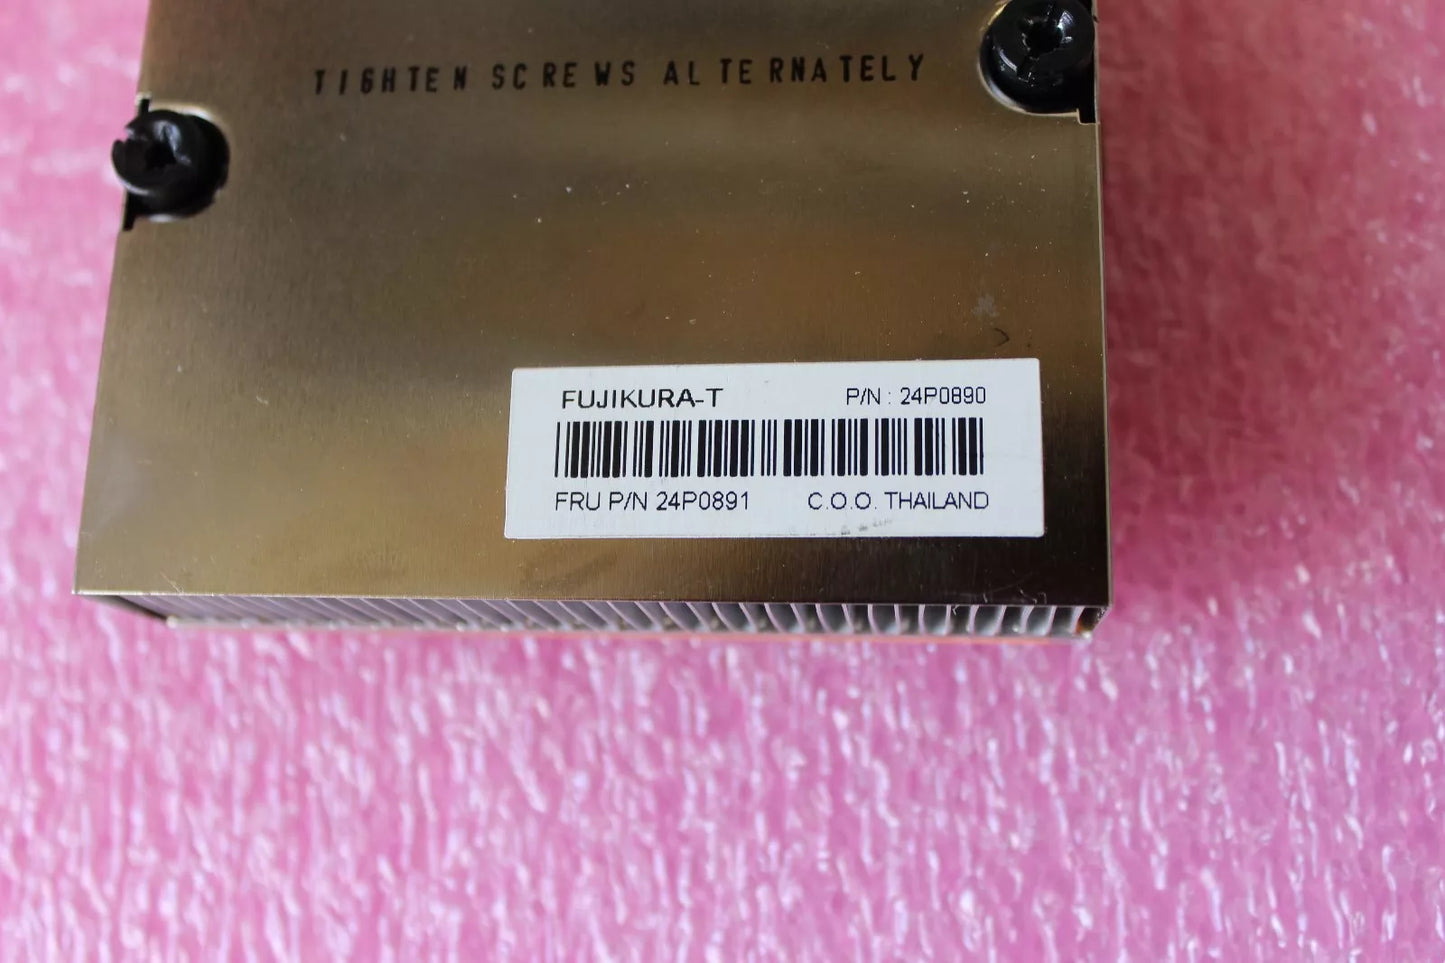 TIGHTEN SCREWS ALTERNATELY
FUJIKURA-T P/N : 24P0890
FRU P/N 24P0891 C.O.O. THAILAND